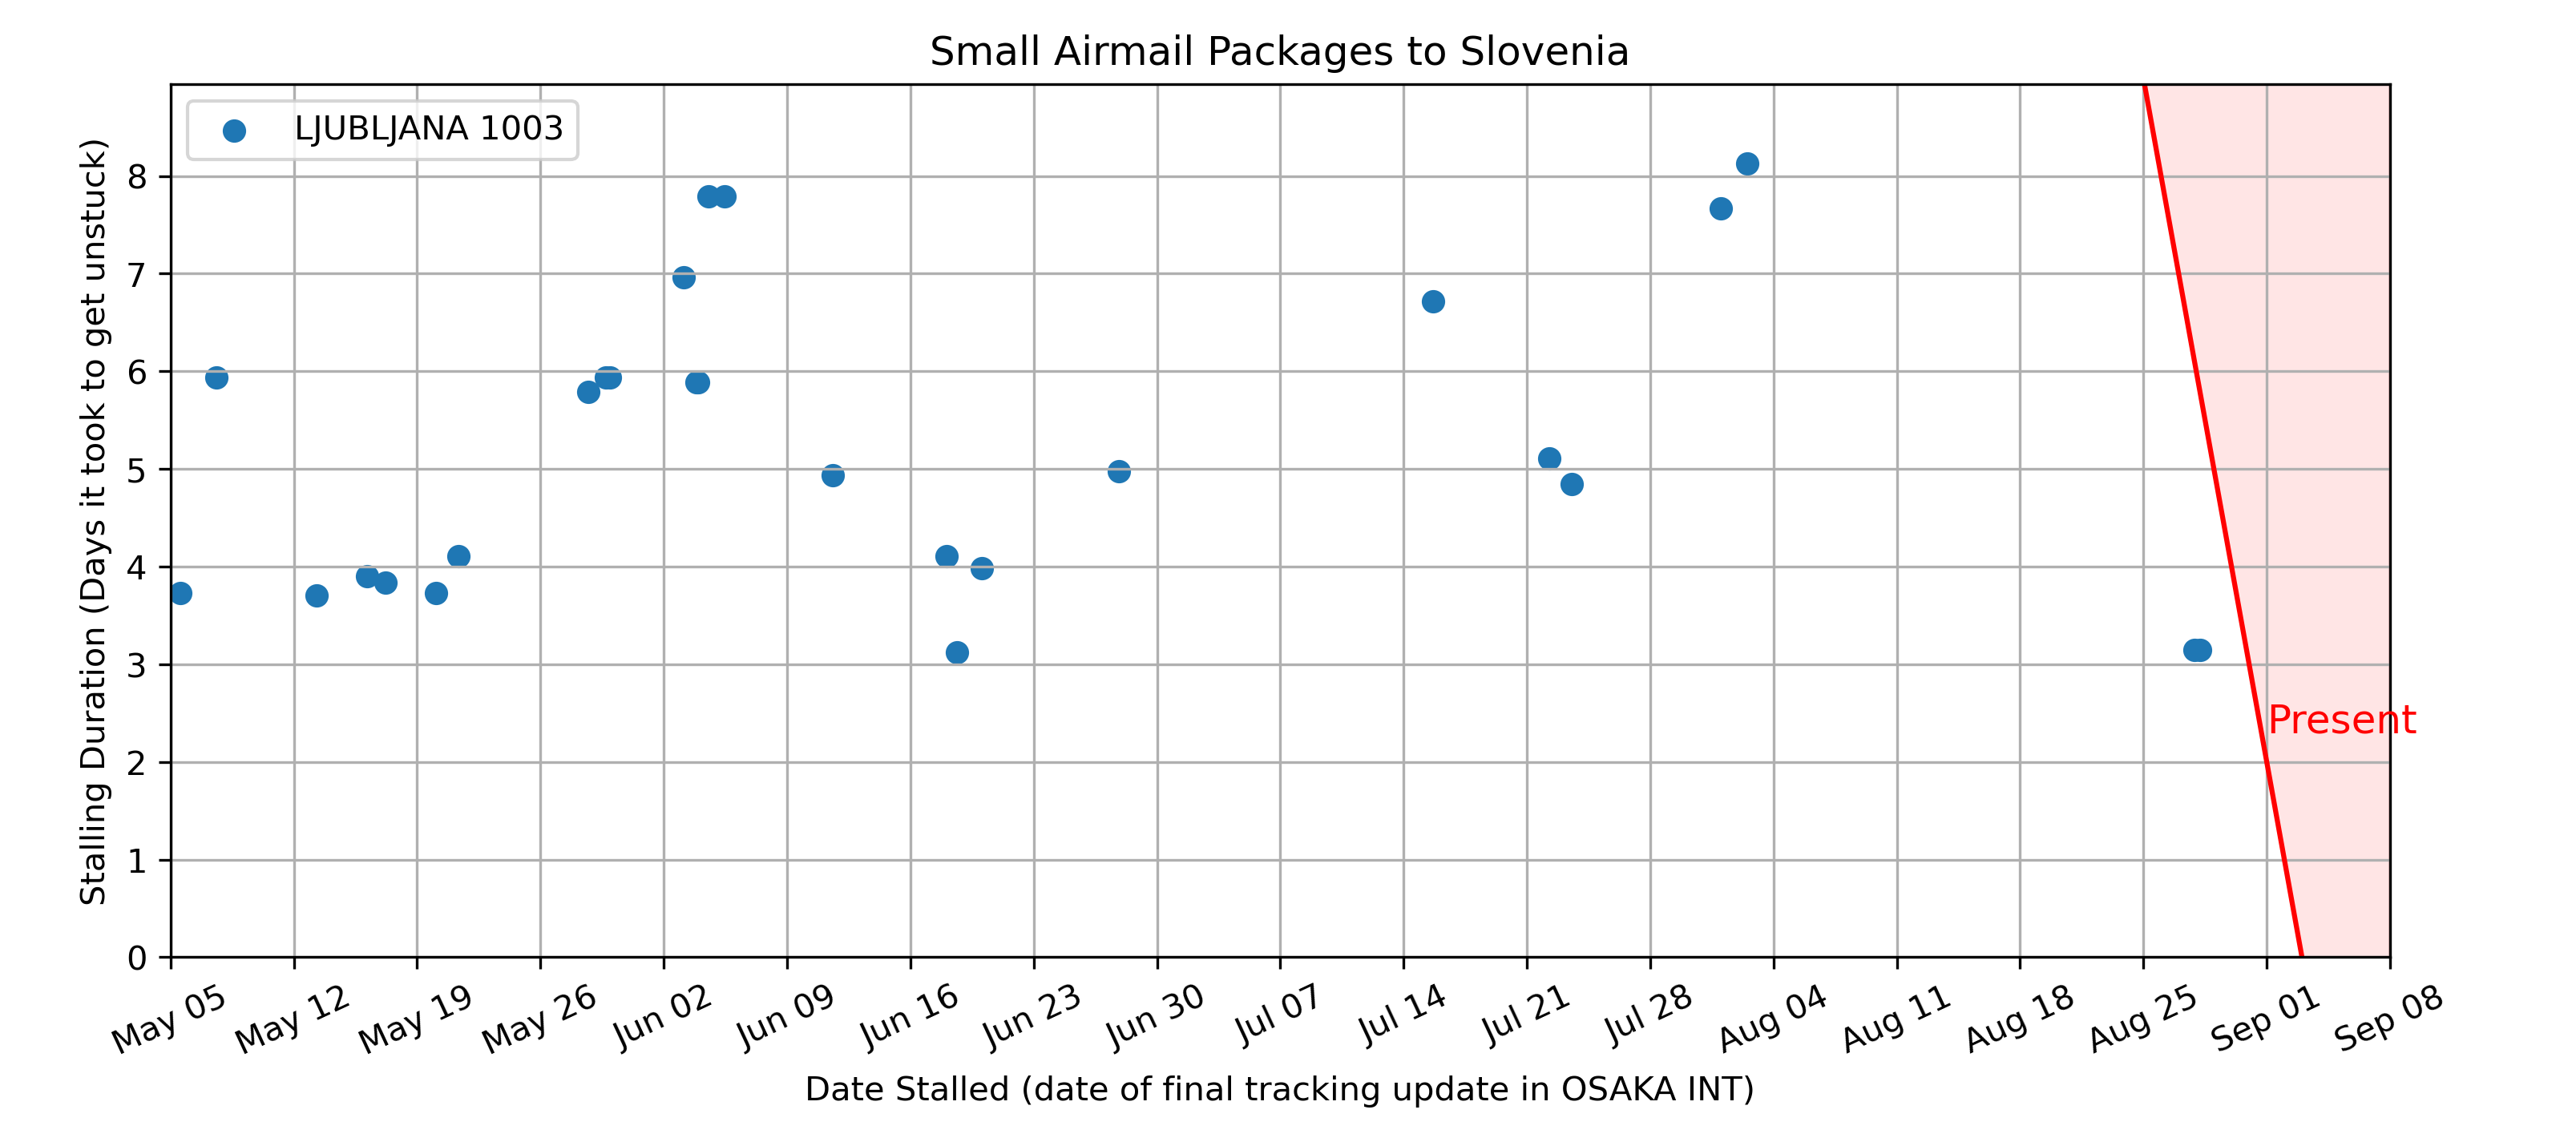 Small Airmail Packages to Slovenia
LJUBLJANA 1003
Stalling Duration (Days it took to get unstuck)
8
7
6
5
4
3
2
1
0
Present
May 05 May 12 May 19 May 26 Jun 02 Jun 09 Jun 16 Jun 23 Jun 30 Jul 07 Jul 14 Jul 21 Jul 28 Aug 04 Aug 11 Aug 18 Aug 25 Sep 01 Sep 08
Date Stalled (date of final tracking update in OSAKA INT)